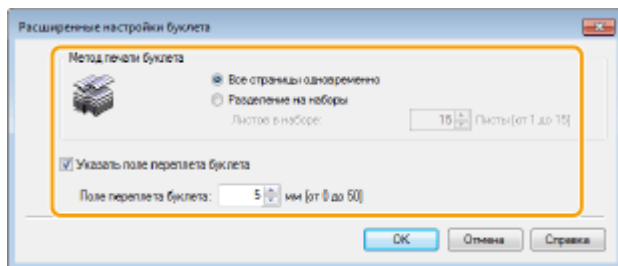 Расширенные настройки буклета
Метод печати буклета
Все страницы одновременно
Разделение на наборы
Листов в наборе: 15 Листы[от 1 до 15]
Указать поле переплета буклета
Поле переплета буклета: 5 мм [от 0 до 50]
OK Отмена Справка